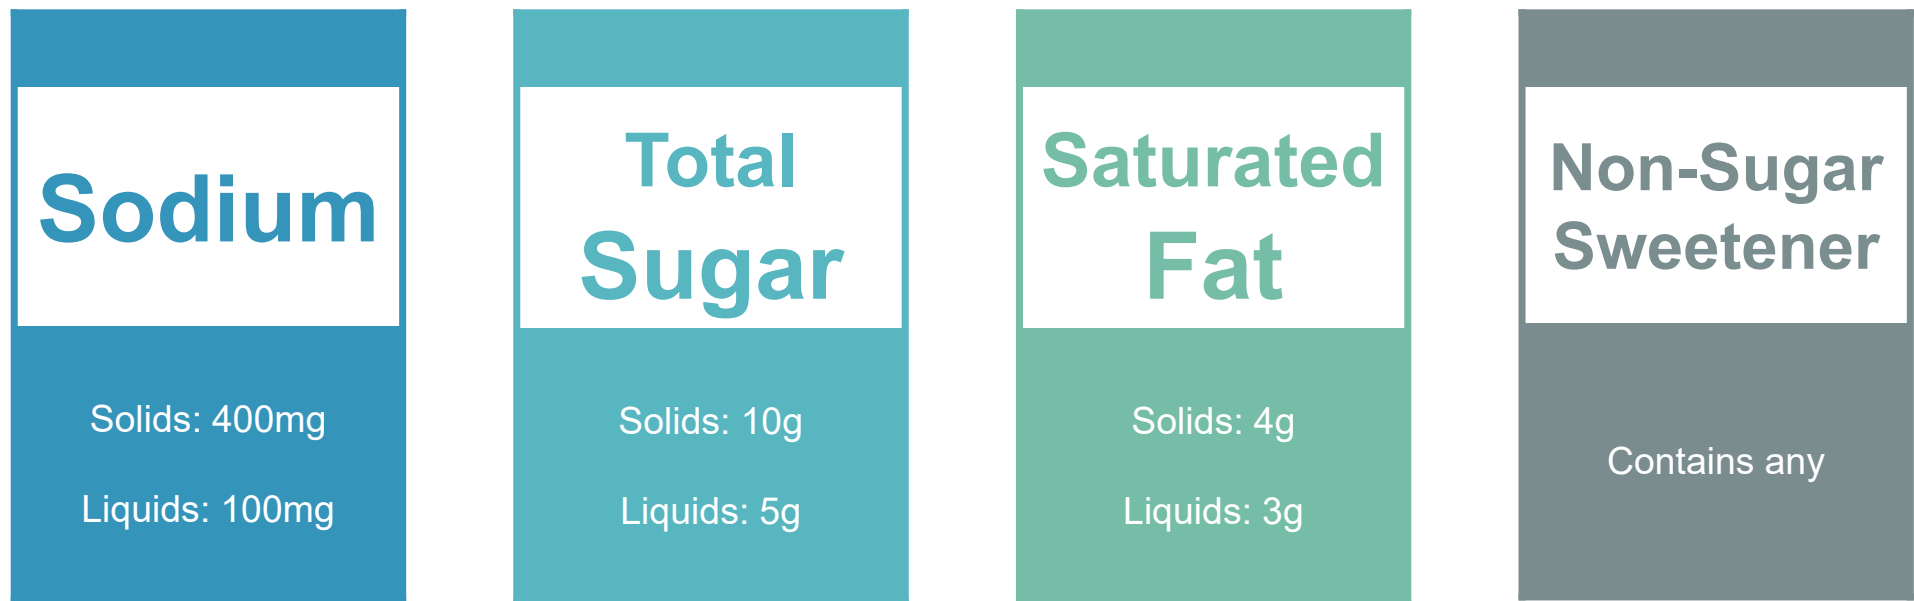 Sodium
Solids: 400mg
Liquids: 100mg
Total
Sugar
Solids: 10g
Liquids: 5g
Saturated
Fat
Solids: 4g
Liquids: 3g
Non-Sugar
Sweetener
Contains any